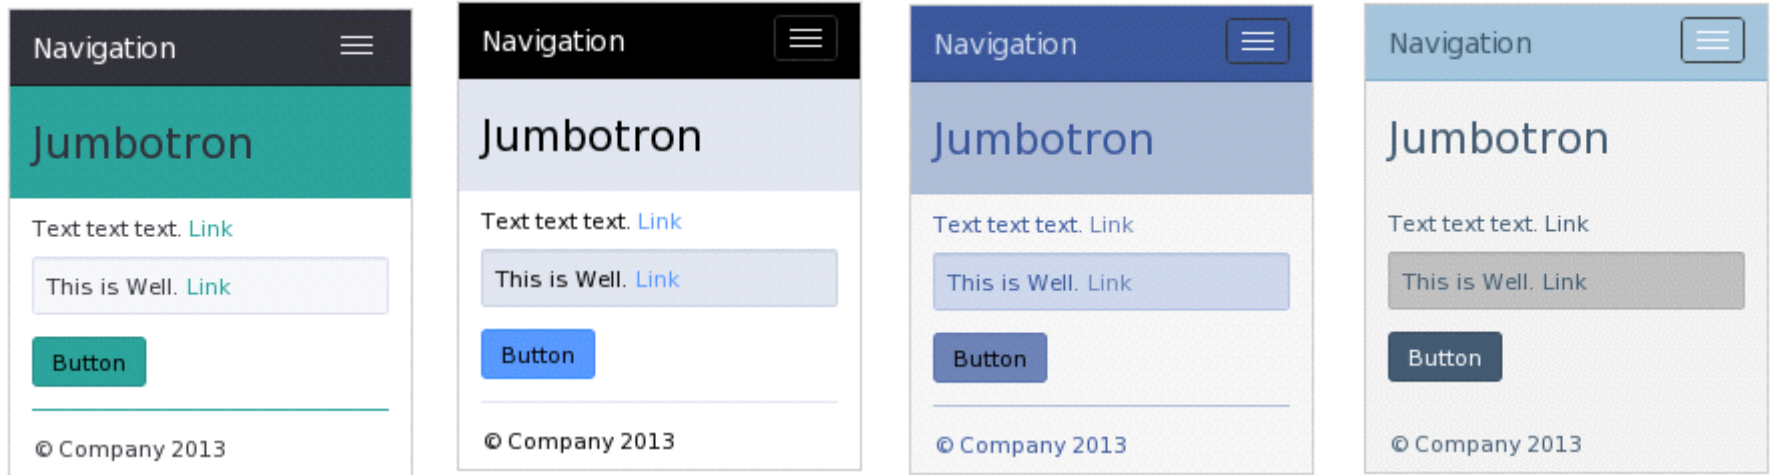 Navigation
Jumbotron
Text text text. Link
This is Well. Link
Button
© Company 2013
Navigation
Jumbotron
Text text text. Link
This is Well. Link
Button
© Company 2013
Navigation
Jumbotron
Text text text. Link
This is Well. Link
Button
© Company 2013
Navigation
Jumbotron
Text text text. Link
This is Well. Link
Button
© Company 2013